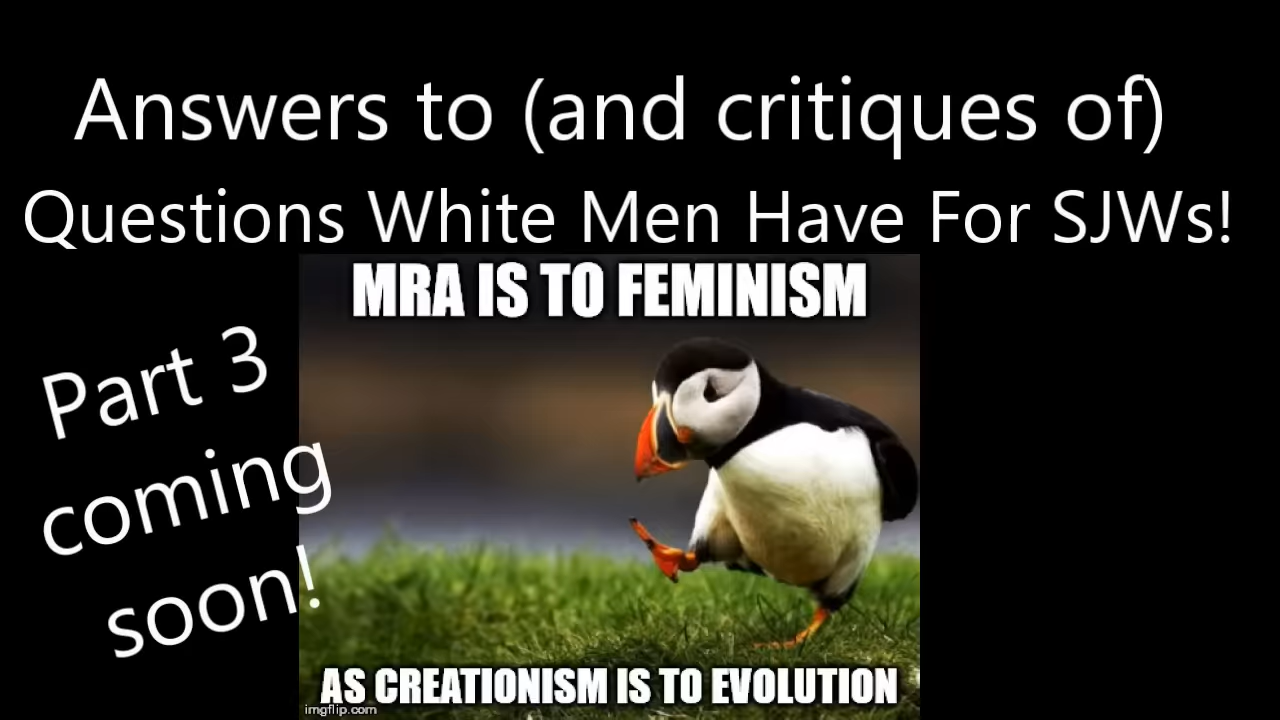 Answers to (and critiques of)
Questions White Men Have For SJWs!
MRA IS TO FEMINISM
Part 3
coming
soon!
AS CREATIONISM IS TO EVOLUTION
imgflip.com